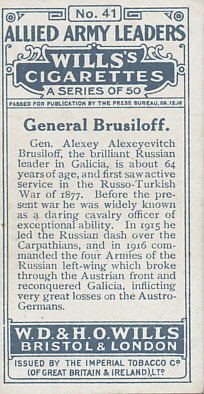 No. 41
ALLIED ARMY LEADERS
WILLS's
CIGARETTES
A SERIES OF 50
PASSED FOR PUBLICATION BY THE PRESS BUREAU, 28.12.16
General Brusiloff.
Gen. Alexey Alexeyevitch
Brusiloff, the brilliant Russian
leader in Galicia, is about 64
years of age, and first saw active
service in the Russo-Turkish
War of 1877. Before the pre-
sent war he was widely known
as a daring cavalry officer of
exceptional ability. In 1915 he
led the Russian dash over the
Carpathians, and in 1916 com-
manded the four Armies of the
Russian left-wing which broke
through the Austrian front and
reconquered Galicia, inflicting
very great losses on the Austro-
Germans.
W.D. & H.O. WILLS
BRISTOL & LONDON
ISSUED BY THE IMPERIAL TOBACCO Co
(OF GREAT BRITAIN & IRELAND), LTD